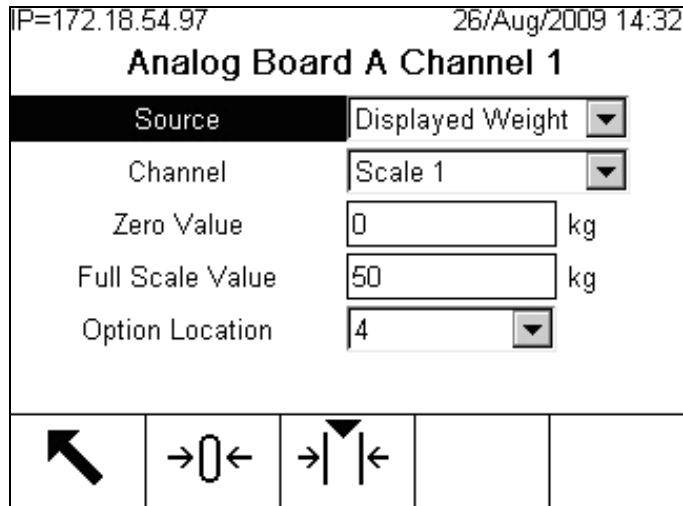 IP=172.18.54.97 26/Aug/2009 14:32
Analog Board A Channel 1
Source Displayed Weight
Channel Scale 1
Zero Value 0 kg
Full Scale Value 50 kg
Option Location 4
→0←